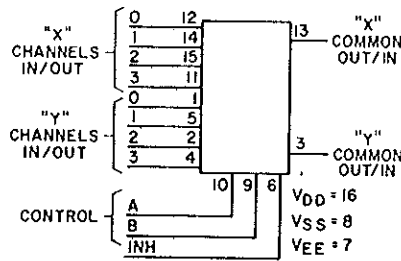 "X"
CHANNELS
IN/OUT
0 12
1 14
2 15
3 11
"Y"
CHANNELS
IN/OUT
0 1
1 5
2 2
3 4
13 "X"
COMMON
OUT/IN
3 "Y"
COMMON
OUT/IN
10 9 6
CONTROL
A
B
INH
VDD = 16
VSS = 8
VEE = 7